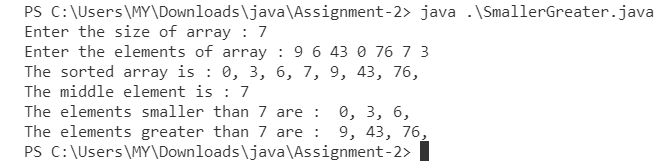 PS C:\Users\MY\Downloads\java\Assignment-2> java .\SmallerGreater.java
Enter the size of array : 7
Enter the elements of array : 9 6 43 0 76 7 3
The sorted array is : 0, 3, 6, 7, 9, 43, 76,
The middle element is : 7
The elements smaller than 7 are :  0, 3, 6,
The elements greater than 7 are :  9, 43, 76,
PS C:\Users\MY\Downloads\java\Assignment-2>